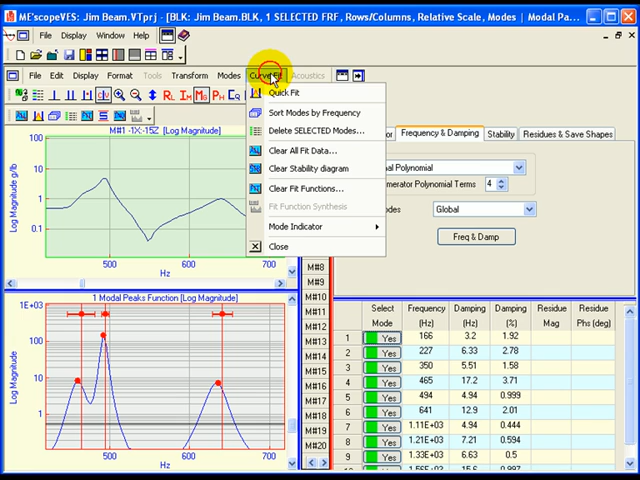 ME'scopeVES - Jim Beam.VTprj - [BLK: Jim Beam.BLK, 1 SELECTED FRF, Rows/Columns, Relative Scale, Modes | Modal Pa
File Display Project Window Help
File Edit Display Format Tools Transform Modes Curve Fit Acoustics
Quick Fit
Sort Modes by Frequency
Delete SELECTED Modes...
Clear All Fit Data...
Clear Stability diagram
Clear Fit Functions...
Fit Function Synthesis
Mode Indicator
Close
M#1 -1X:-15Z [Log Magnitude]
Log Magnitude g/lb
100
10
1
0.1
500 600 700
Hz
Frequency & Damping Stability Residues & Save Shapes
al Polynomial
umerator Polynomial Terms 4
odes Global
Freq & Damp
M#8
M#9
M#10
M#11
M#12
M#13
M#14
M#15
M#16
M#17
M#18
M#19
M#20
1 Modal Peaks Function [Log Magnitude]
Log Magnitude
1E+03
100
10
1
500 600 700
Hz
Select Mode Frequency (Hz) Damping (Hz) Damping (%) Residue Mag Residue Phs (deg)
1 Yes 166 3.2 1.92
2 Yes 227 6.33 2.78
3 Yes 350 5.51 1.58
4 Yes 465 17.2 3.71
5 Yes 494 4.94 0.999
6 Yes 641 12.9 2.01
7 Yes 1.11E+03 4.94 0.444
8 Yes 1.21E+03 7.21 0.594
9 Yes 1.33E+03 6.63 0.5